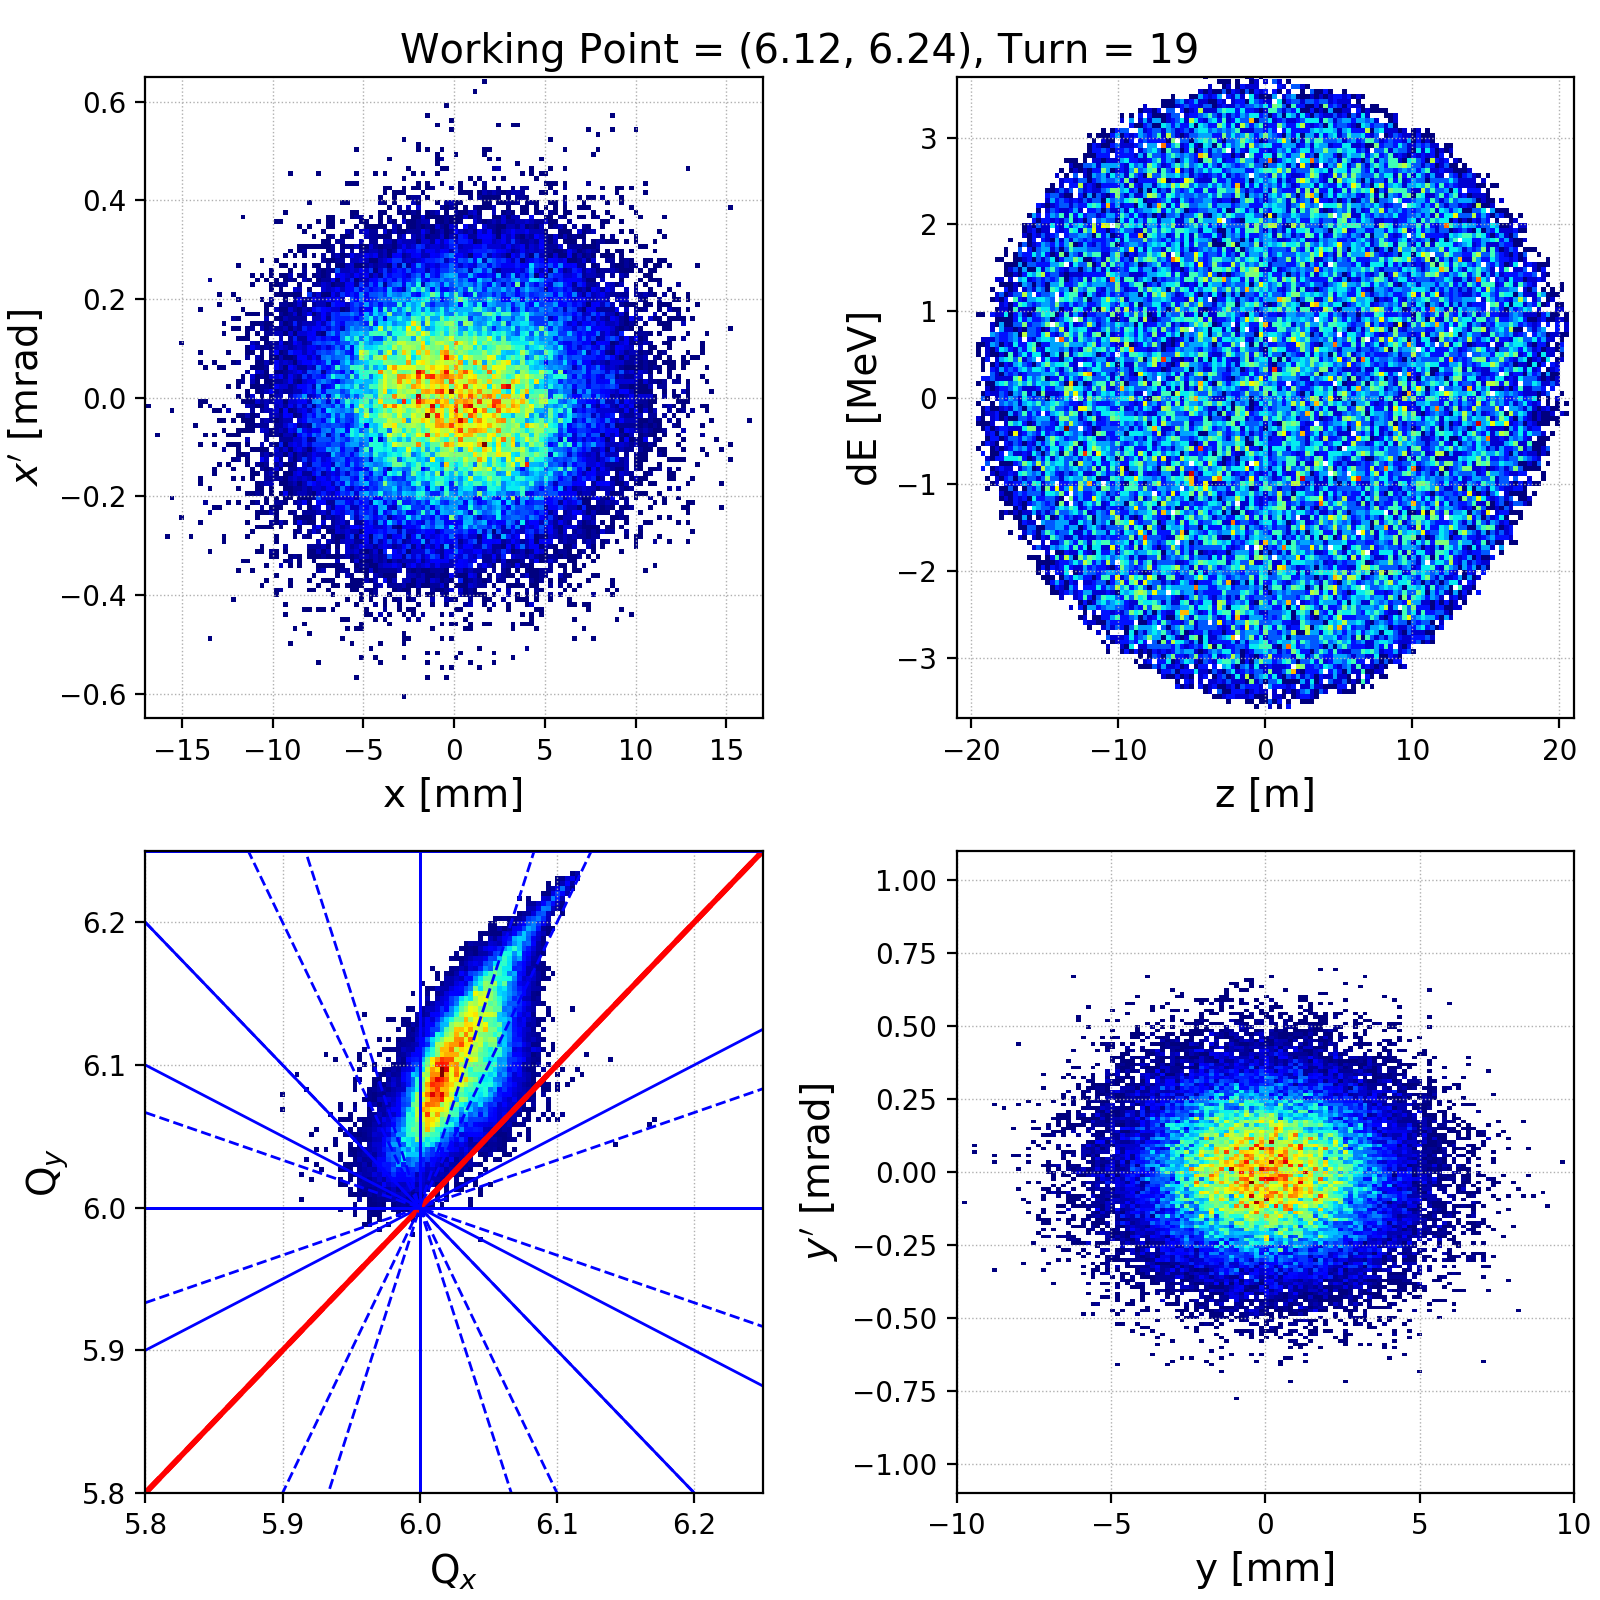 Working Point = (6.12, 6.24), Turn = 19
0.6
0.4
0.2
0.0
−0.2
−0.4
−0.6
x′ [mrad]
−15 −10 −5 0 5 10 15
x [mm]
3
2
1
0
−1
−2
−3
dE [MeV]
−20 −10 0 10 20
z [m]
6.2
6.1
6.0
5.9
5.8
Qy
5.8 5.9 6.0 6.1 6.2
Qx
1.00
0.75
0.50
0.25
0.00
−0.25
−0.50
−0.75
−1.00
y′ [mrad]
−10 −5 0 5 10
y [mm]